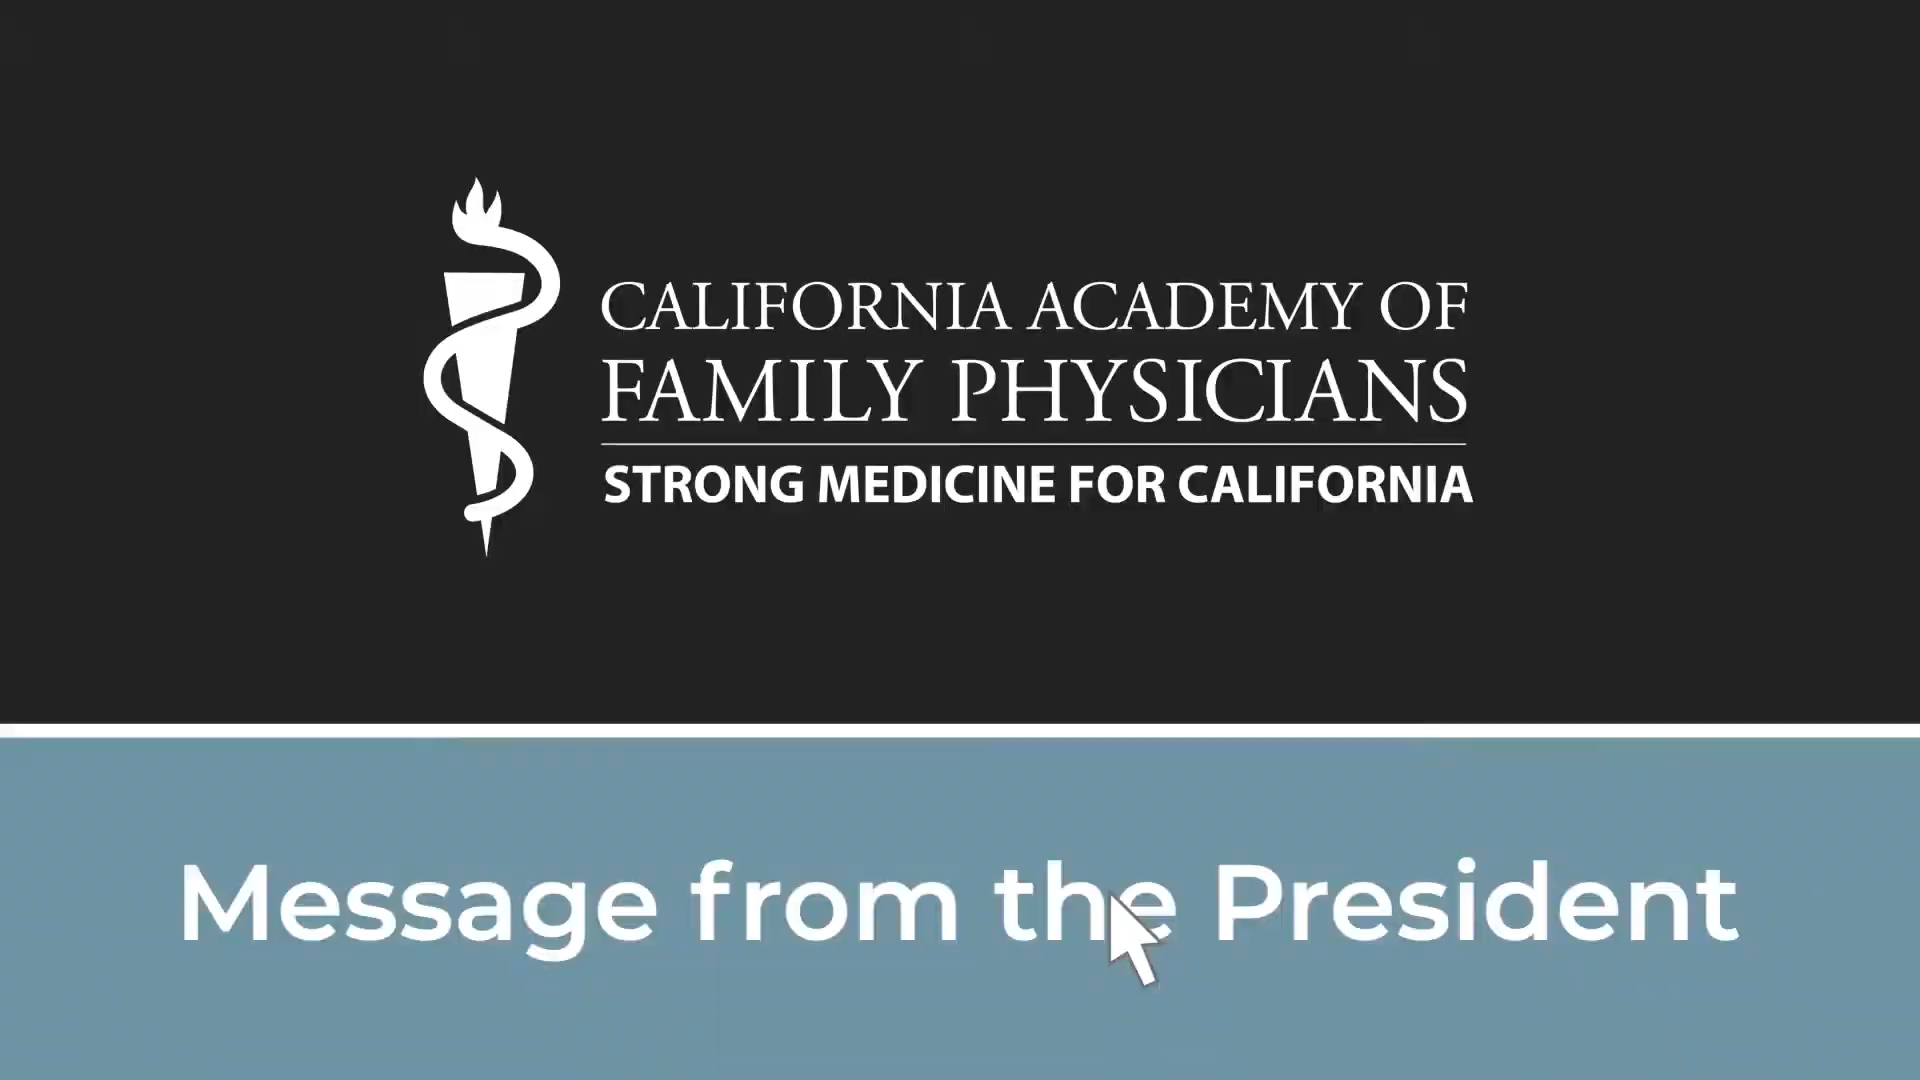 CALIFORNIA ACADEMY OF
FAMILY PHYSICIANS
STRONG MEDICINE FOR CALIFORNIA
Message from the President